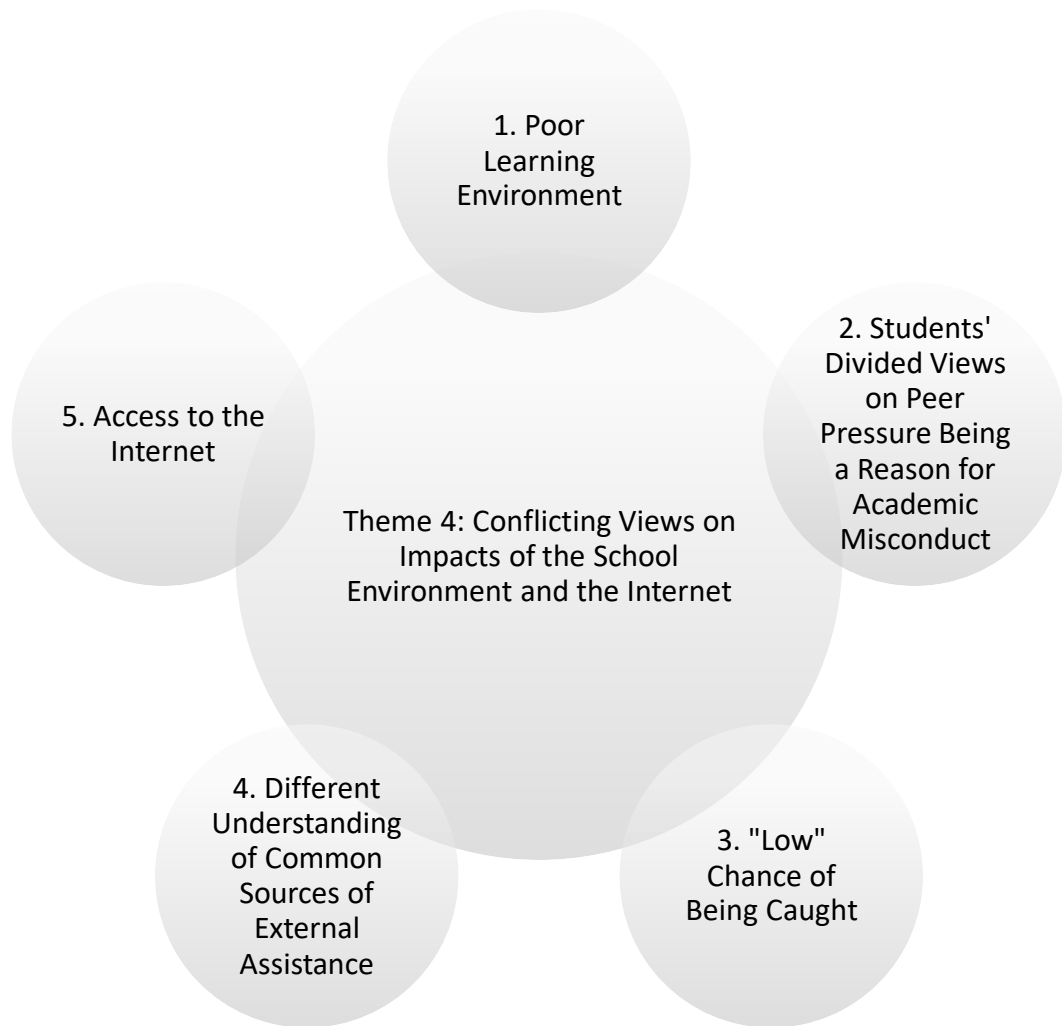 1. Poor
Learning
Environment
2. Students'
Divided Views
on Peer
Pressure Being
a Reason for
Academic
Misconduct
5. Access to the
Internet
Theme 4: Conflicting Views on
Impacts of the School
Environment and the Internet
4. Different
Understanding
of Common
Sources of
External
Assistance
3. "Low"
Chance of
Being Caught